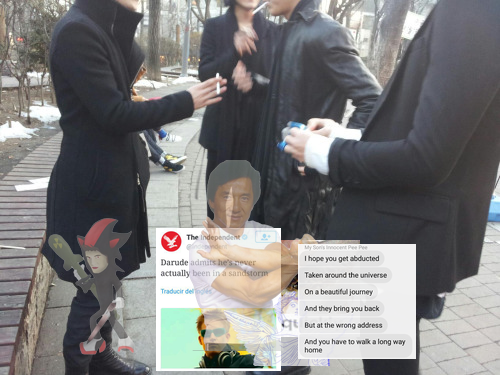 The Independent
Darude admits he's never
actually been in a sandstorm
Traducir del inglés
My Son's Innocent Pee Pee
I hope you get abducted
Taken around the universe
On a beautiful journey
And they bring you back
But at the wrong address
And you have to walk a long way
home